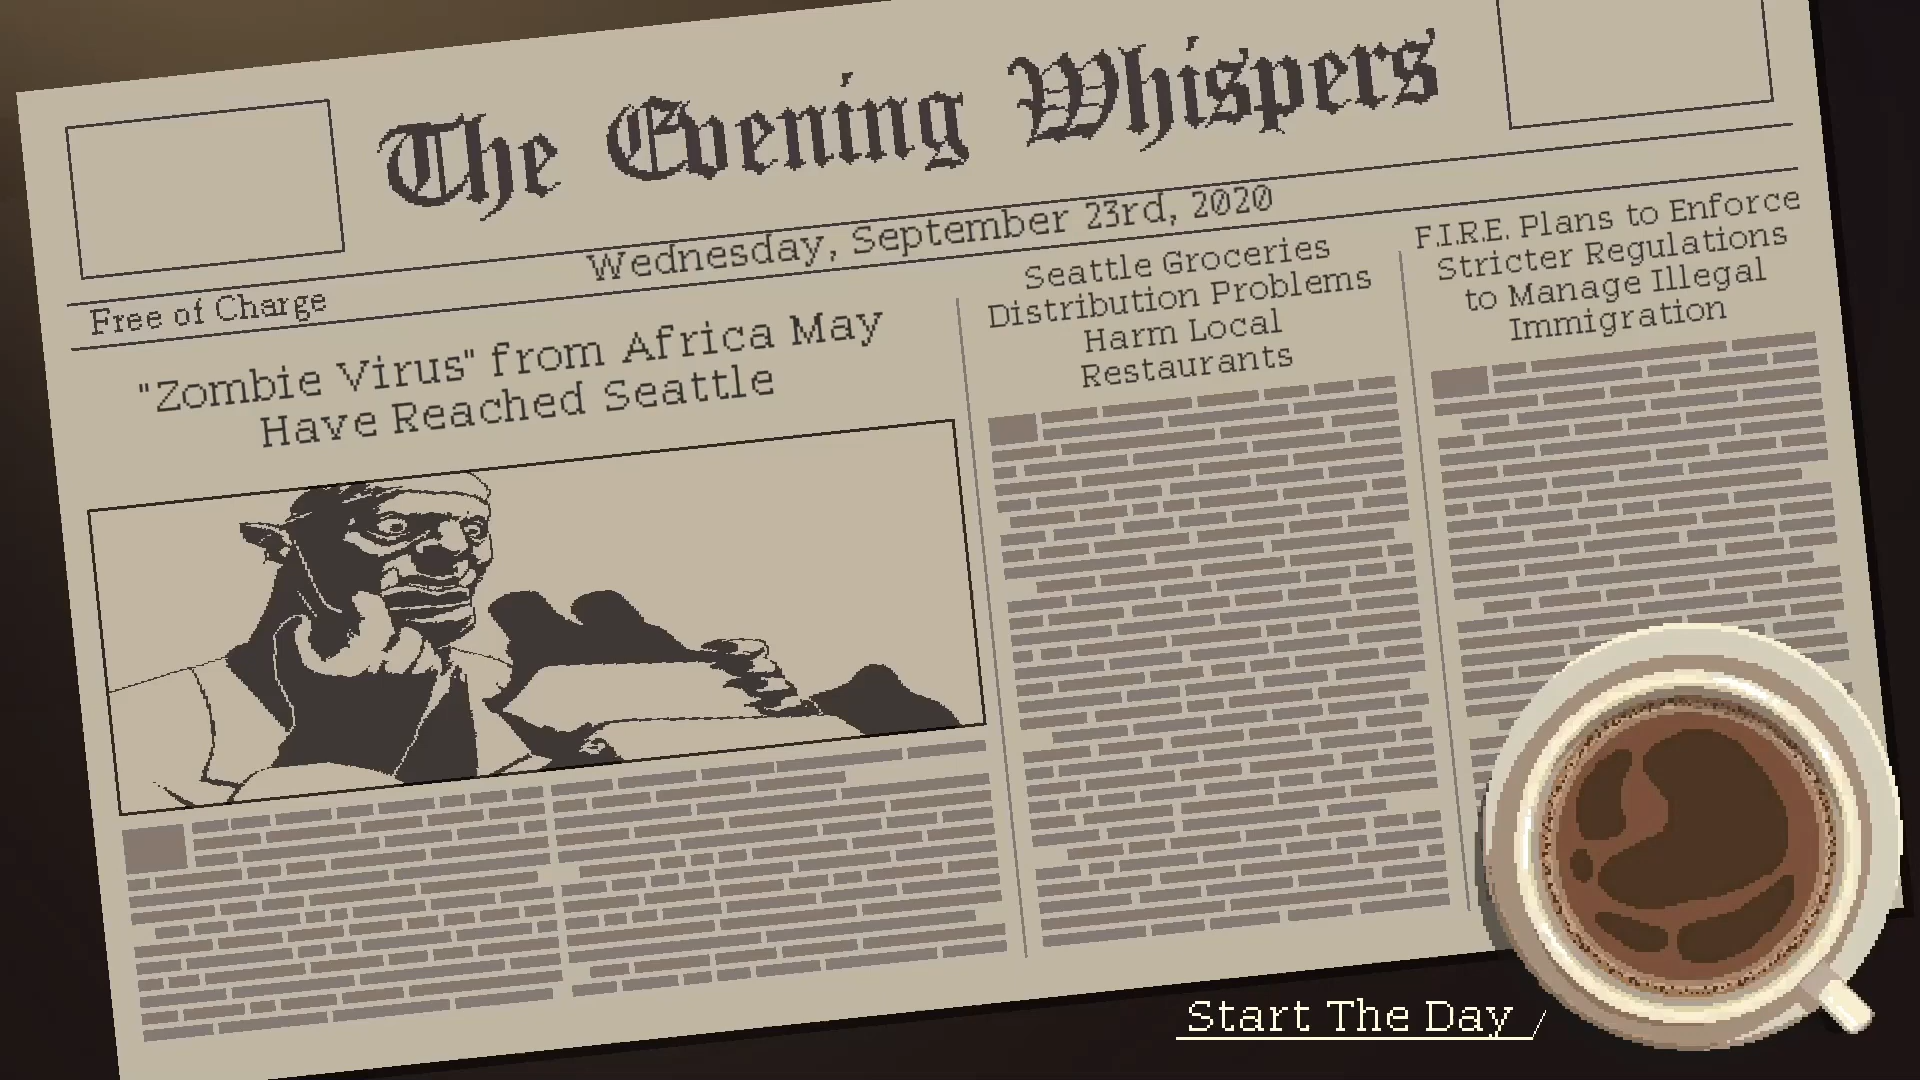 The Evening Whispers
Wednesday, September 23rd, 2020
Free of Charge
"Zombie Virus" from Africa May
Have Reached Seattle
Seattle Groceries
Distribution Problems
Harm Local
Restaurants
F.I.R.E. Plans to Enforce
Stricter Regulations
to Manage Illegal
Immigration
Start The Day